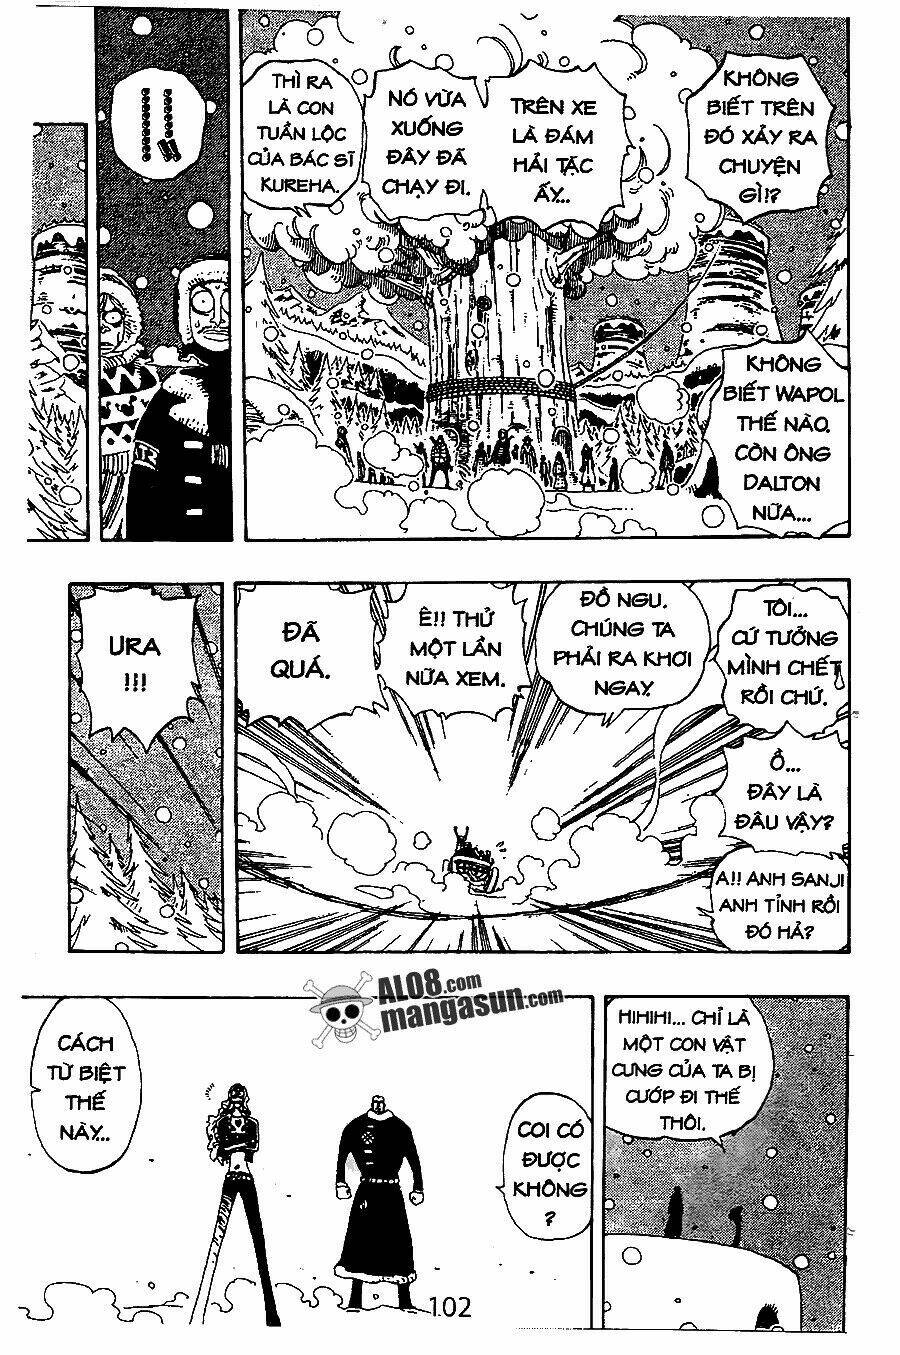 KHÔNG
BIẾT TRÊN
ĐÓ XẢY RA
CHUYỆN
GÌ!?
TRÊN XE
LÀ ĐÁM
HẢI TẶC
ẤY...
NÓ VỪA
XUỐNG
ĐÂY ĐÃ
CHẠY ĐI.
THÌ RA
LÀ CON
TUẦN LỘC
CỦA BÁC SĨ
KUREHA.
KHÔNG
BIẾT WAPOL
THẾ NÀO.
CÒN ÔNG
DALTON
NỮA...
TÔI...
CỨ TƯỞNG
MÌNH CHẾT
RỒI CHỨ.
ĐỒ NGU.
CHÚNG TA
PHẢI RA KHƠI
NGAY.
Ê!! THỬ
MỘT LẦN
NỮA XEM.
ĐÃ
QUÁ.
Ồ...
ĐÂY LÀ
ĐÂU VẬY?
A!! ANH SANJI
ANH TỈNH RỒI
ĐÓ HẢ?
URA
!!!
HIHIHI... CHỈ LÀ
MỘT CON VẬT
CƯNG CỦA TA BỊ
CƯỚP ĐI THẾ
THÔI.
COI CÓ
ĐƯỢC
KHÔNG
?
CÁCH
TỪ BIỆT
THẾ
NÀY...
AL08.com
mangasun.com
102